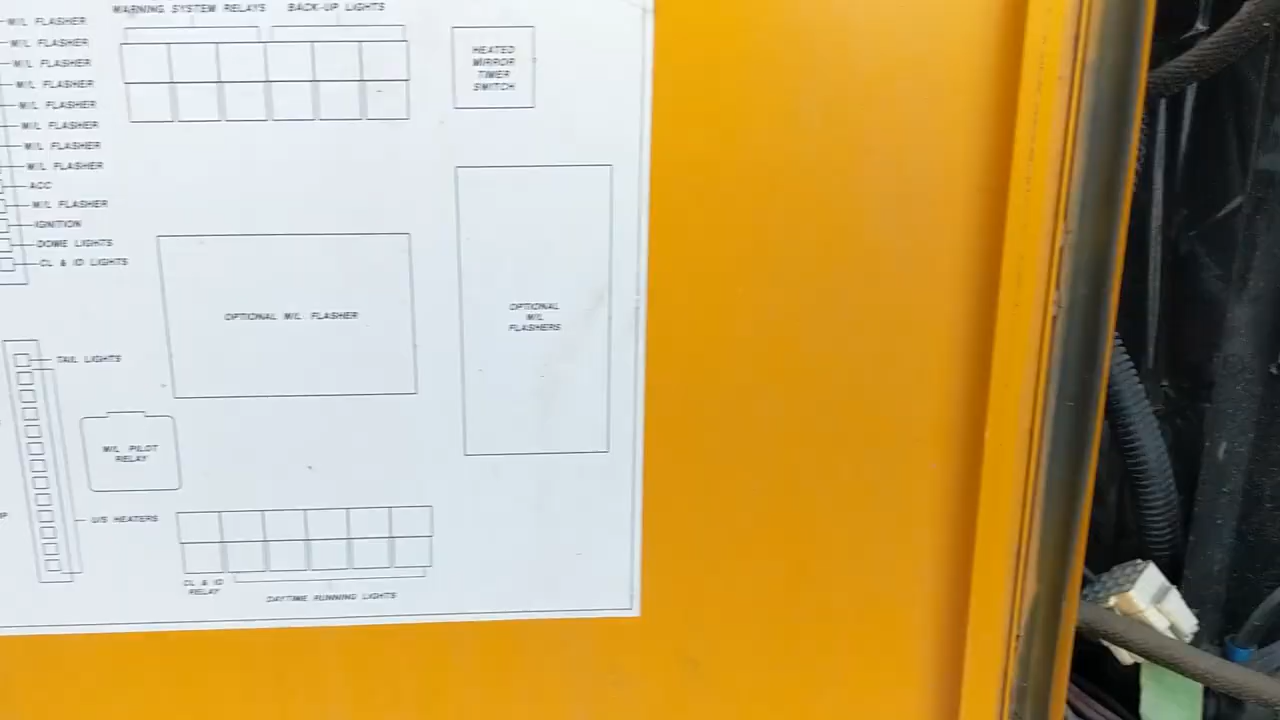 M/L FLASHER
M/L FLASHER
M/L FLASHER
M/L FLASHER
M/L FLASHER
M/L FLASHER
M/L FLASHER
M/L FLASHER
ACC
M/L FLASHER
IGNITION
DOME LIGHTS
CL & ID LIGHTS
WARNING SYSTEM RELAYS
BACK-UP LIGHTS
HEATED
MIRROR
TIMER
SWITCH
OPTIONAL M/L FLASHER
OPTIONAL
M/L
FLASHERS
TAIL LIGHTS
M/L PILOT
RELAY
U/S HEATERS
CL & ID
RELAY
DAYTIME RUNNING LIGHTS